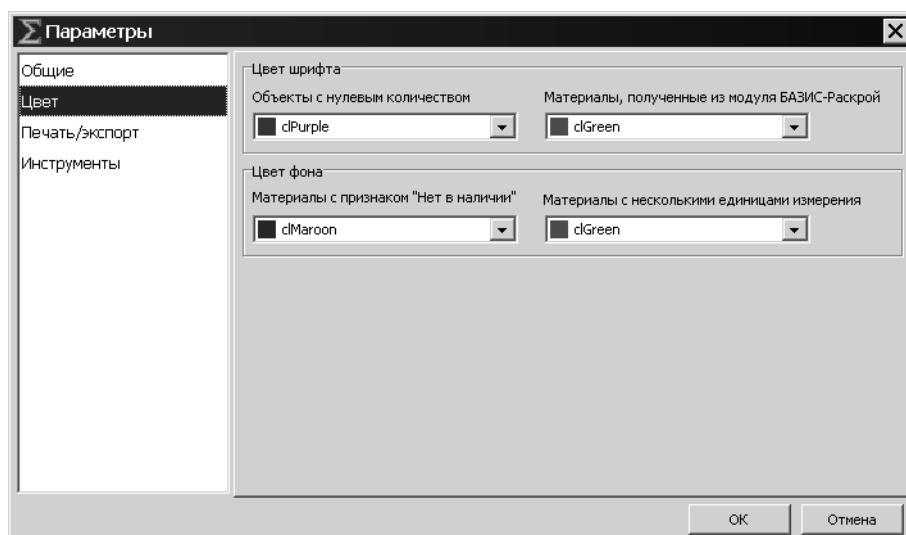 Параметры
Общие
Цвет
Печать/экспорт
Инструменты
Цвет шрифта
Объекты с нулевым количеством
Материалы, полученные из модуля БАЗИС-Раскрой
clPurple
clGreen
Цвет фона
Материалы с признаком "Нет в наличии"
Материалы с несколькими единицами измерения
clMaroon
clGreen
ОК
Отмена